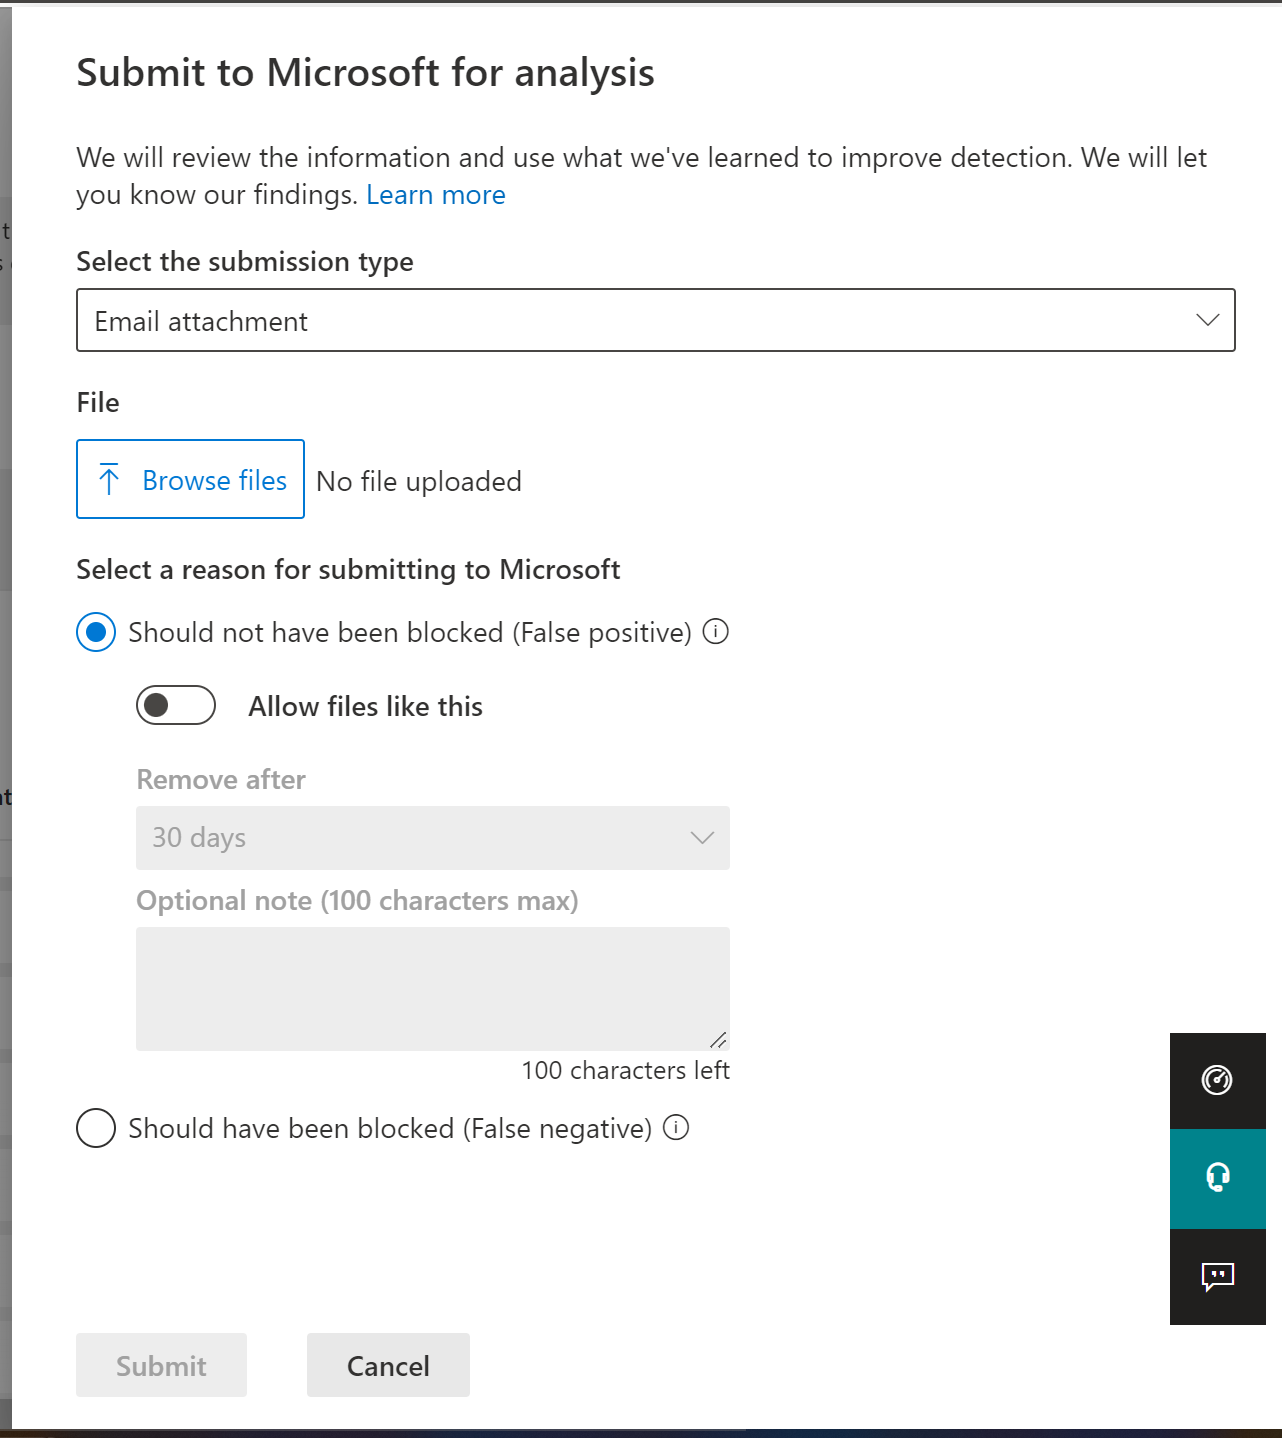 Submit to Microsoft for analysis
We will review the information and use what we've learned to improve detection. We will let
you know our findings. Learn more
Select the submission type
Email attachment
File
Browse files No file uploaded
Select a reason for submitting to Microsoft
Should not have been blocked (False positive)
Allow files like this
Remove after
30 days
Optional note (100 characters max)
100 characters left
Should have been blocked (False negative)
Submit Cancel